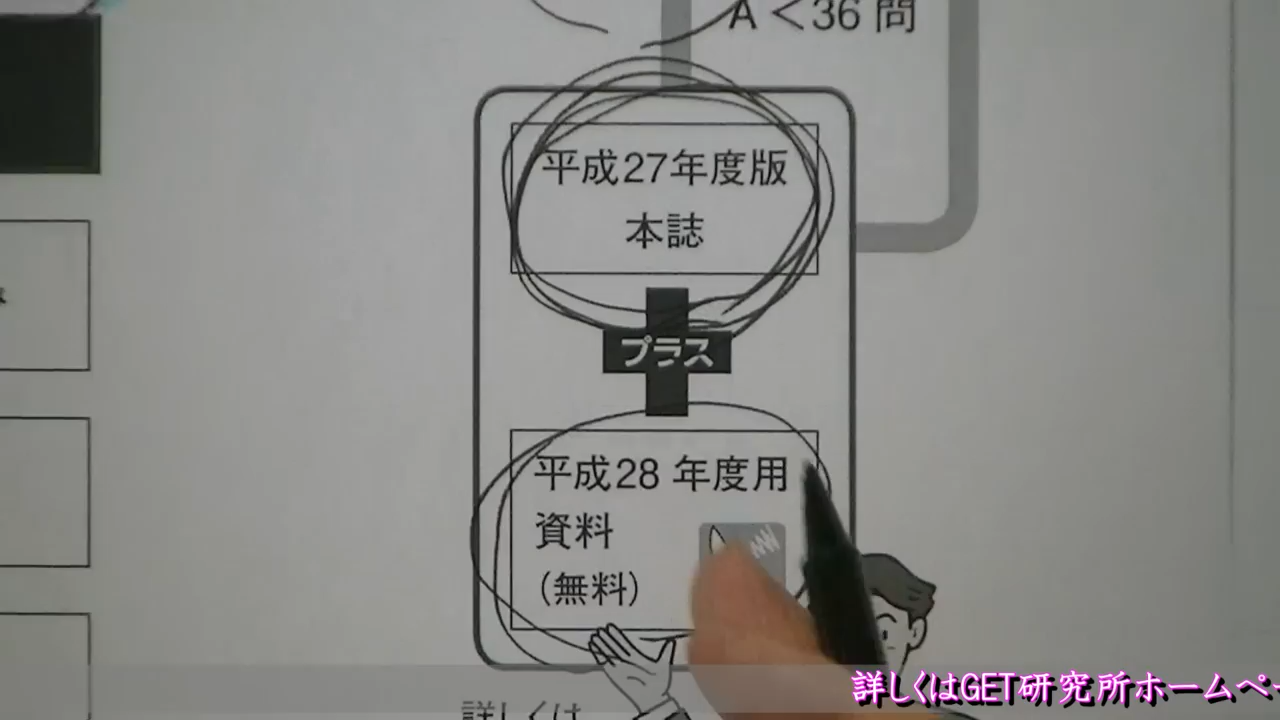 A＜36 問
平成27年度版
本誌
プラス
平成28 年度用
資料
(無料)
詳しくは
詳しくはGET研究所ホームペー